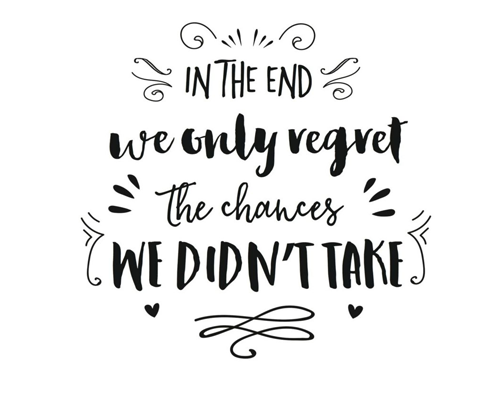 IN THE END
we only regret
The chances
WE DIDN'T TAKE